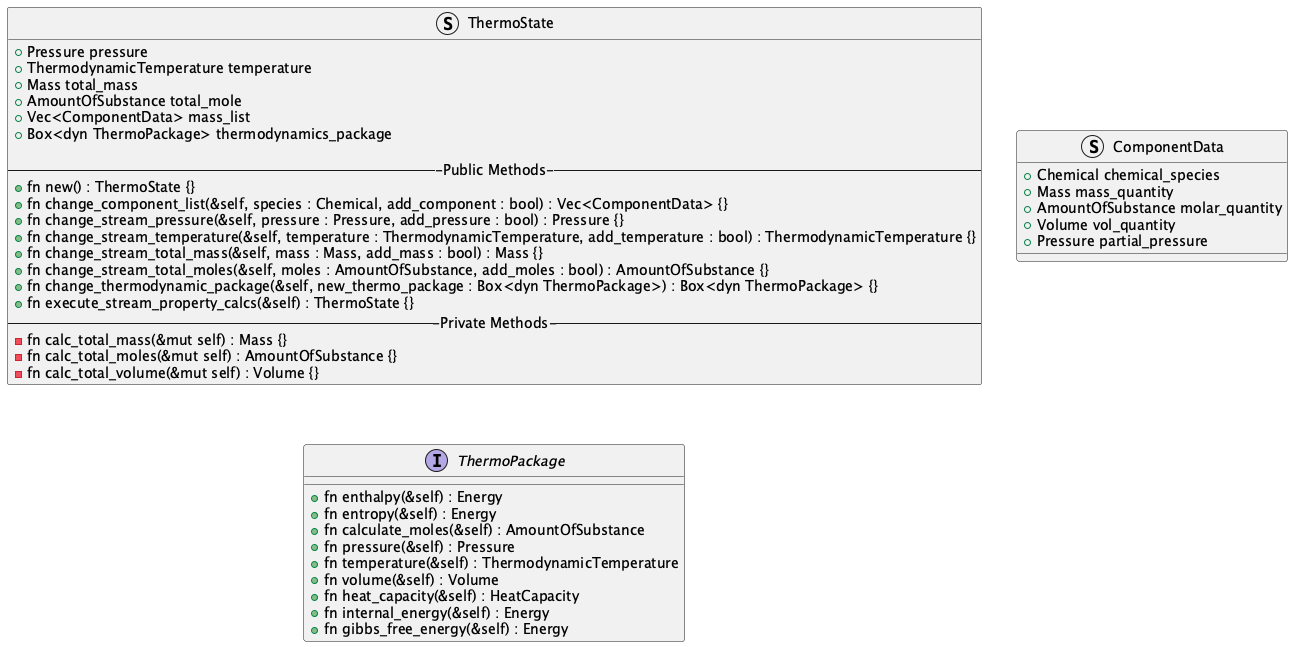 S ThermoState
Pressure pressure
ThermodynamicTemperature temperature
Mass total_mass
AmountOfSubstance total_mole
Vec<ComponentData> mass_list
Box<dyn ThermoPackage> thermodynamics_package
Public Methods
fn new() : ThermoState {}
fn change_component_list(&self, species : Chemical, add_component : bool) : Vec<ComponentData> {}
fn change_stream_pressure(&self, pressure : Pressure, add_pressure : bool) : Pressure {}
fn change_stream_temperature(&self, temperature : ThermodynamicTemperature, add_temperature : bool) : ThermodynamicTemperature {}
fn change_stream_total_mass(&self, mass : Mass, add_mass : bool) : Mass {}
fn change_stream_total_moles(&self, moles : AmountOfSubstance, add_moles : bool) : AmountOfSubstance {}
fn change_thermodynamic_package(&self, new_thermo_package : Box<dyn ThermoPackage>) : Box<dyn ThermoPackage> {}
fn execute_stream_property_calcs(&self) : ThermoState {}
Private Methods
fn calc_total_mass(&mut self) : Mass {}
fn calc_total_moles(&mut self) : AmountOfSubstance {}
fn calc_total_volume(&mut self) : Volume {}
S ComponentData
Chemical chemical_species
Mass mass_quantity
AmountOfSubstance molar_quantity
Volume vol_quantity
Pressure partial_pressure
I ThermoPackage
fn enthalpy(&self) : Energy
fn entropy(&self) : Energy
fn calculate_moles(&self) : AmountOfSubstance
fn pressure(&self) : Pressure
fn temperature(&self) : ThermodynamicTemperature
fn volume(&self) : Volume
fn heat_capacity(&self) : HeatCapacity
fn internal_energy(&self) : Energy
fn gibbs_free_energy(&self) : Energy